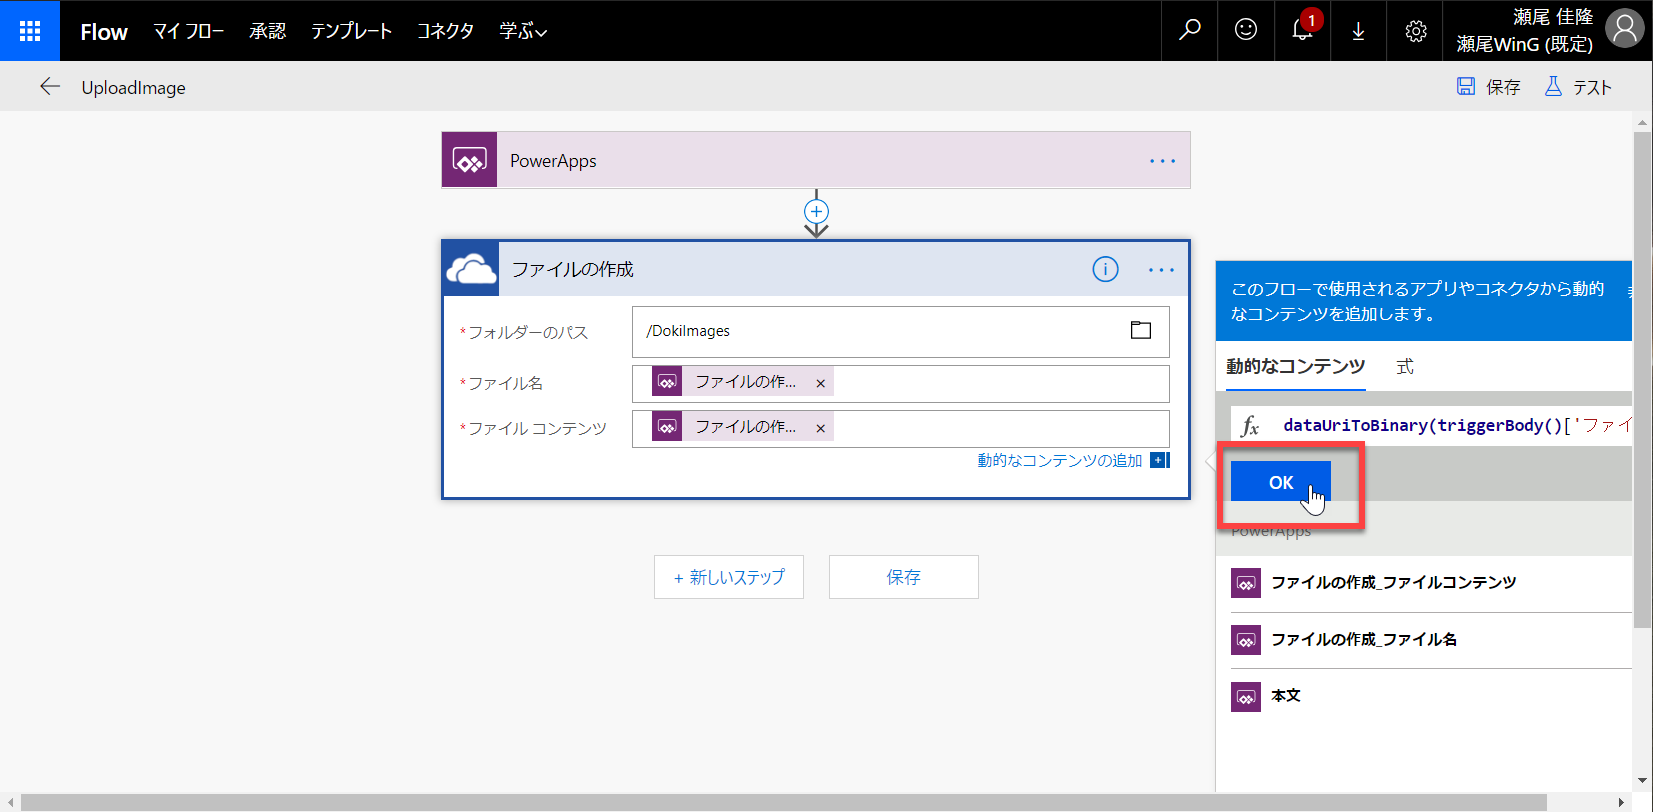 Flow マイ フロー 承認 テンプレート コネクタ 学ぶ
1
瀬尾 佳隆
瀬尾WinG (既定)
UploadImage
保存 テスト
PowerApps
ファイルの作成
*フォルダーのパス
/DokiImages
*ファイル名
ファイルの作... ×
*ファイル コンテンツ
ファイルの作... ×
動的なコンテンツの追加
+ 新しいステップ
保存
このフローで使用されるアプリやコネクタから動的
なコンテンツを追加します。
動的なコンテンツ 式
fx dataUriToBinary(triggerBody()['ファイ
OK
PowerApps
ファイルの作成_ファイルコンテンツ
ファイルの作成_ファイル名
本文